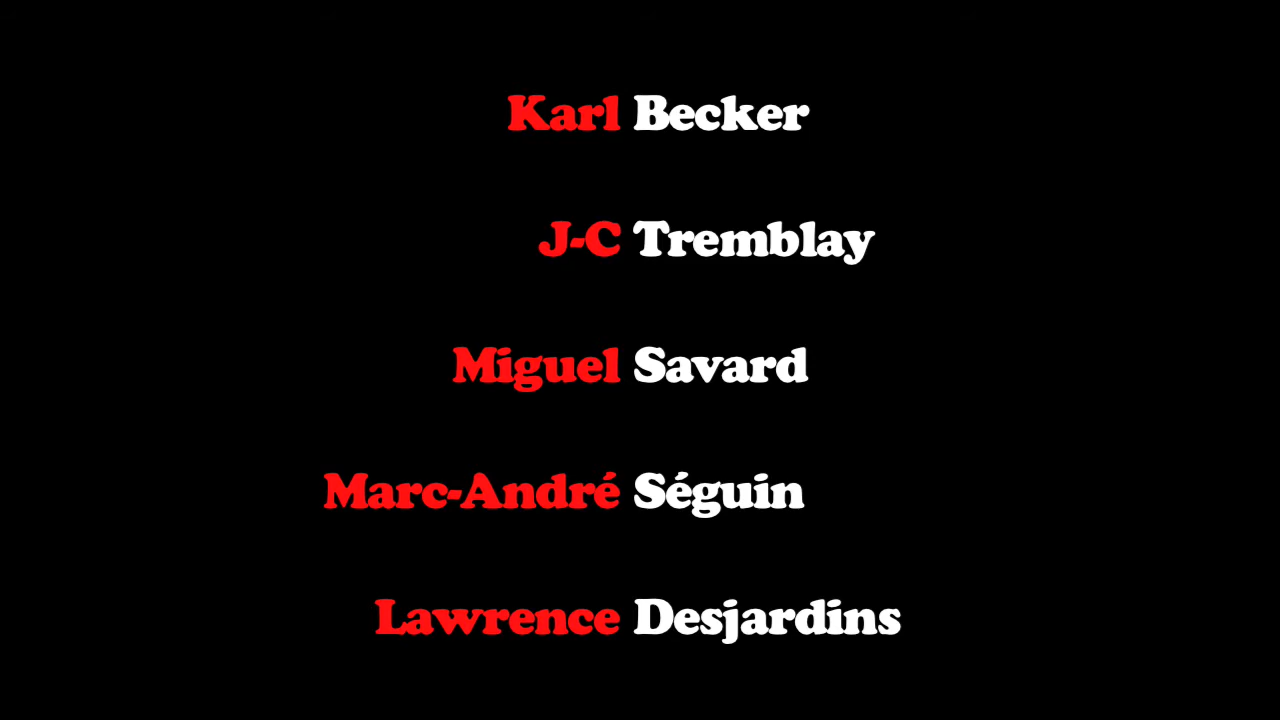 Karl Becker
J-C Tremblay
Miguel Savard
Marc-André Séguin
Lawrence Desjardins